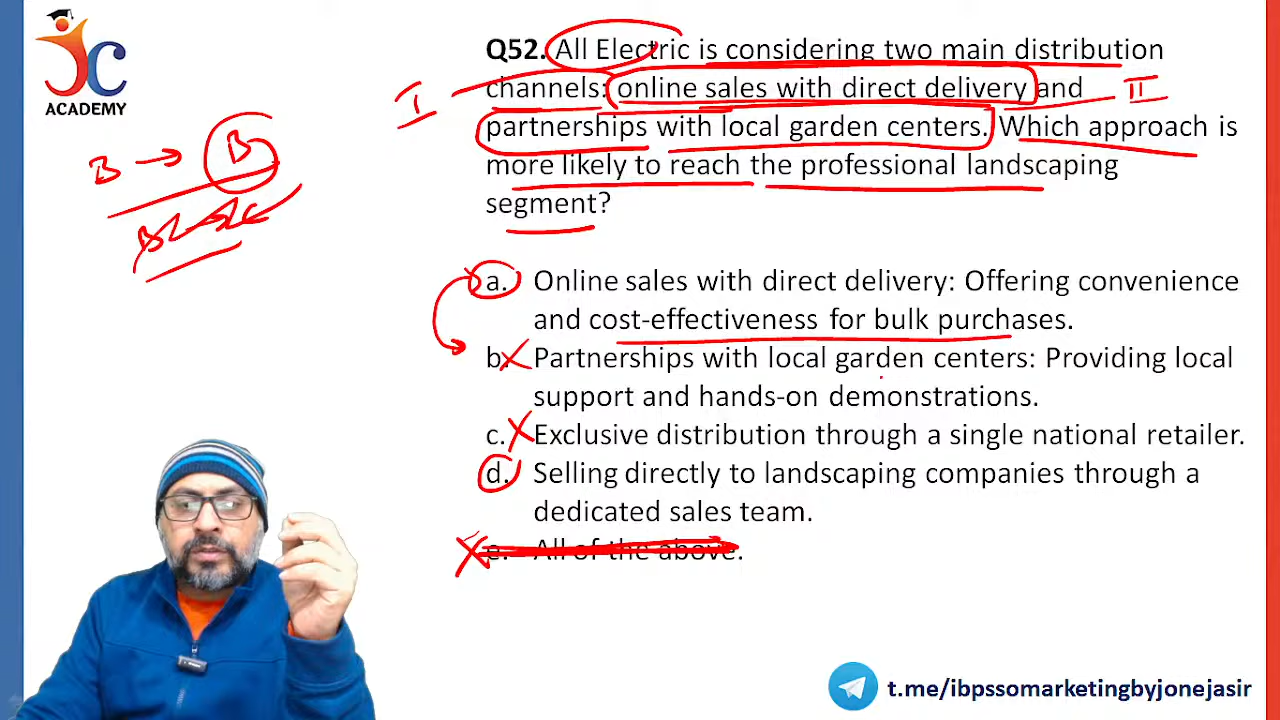 JC
ACADEMY
I
II
B → B
Q52. All Electric is considering two main distribution
channels: online sales with direct delivery and
partnerships with local garden centers. Which approach is
more likely to reach the professional landscaping
segment?
a. Online sales with direct delivery: Offering convenience
and cost-effectiveness for bulk purchases.
b. Partnerships with local garden centers: Providing local
support and hands-on demonstrations.
c. Exclusive distribution through a single national retailer.
d. Selling directly to landscaping companies through a
dedicated sales team.
e. All of the above.
t.me/ibpssomarketingbyjonejasir